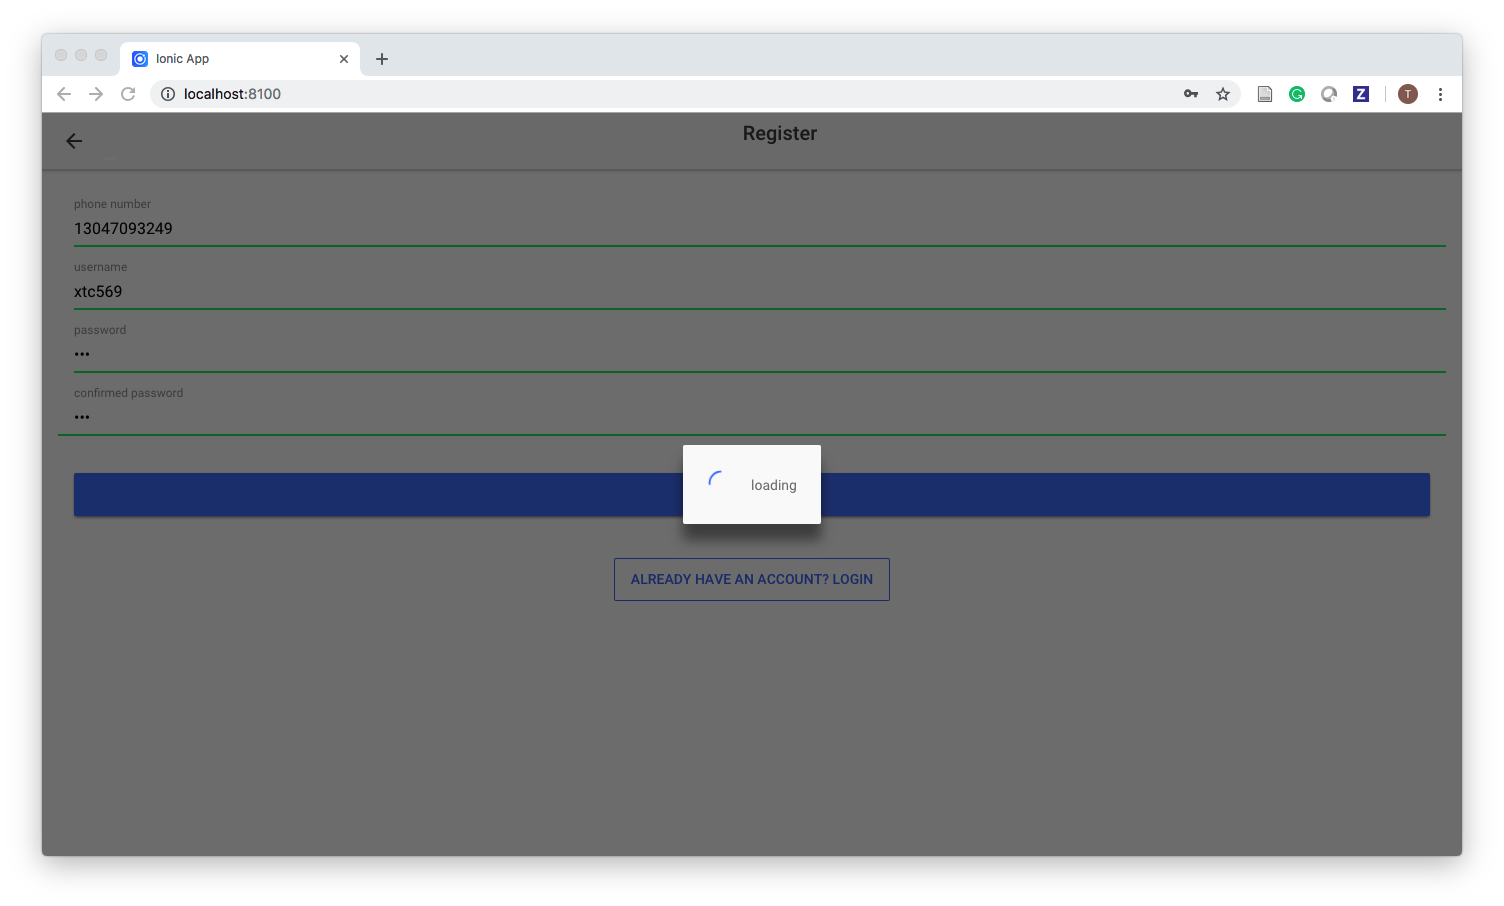 Ionic App
localhost:8100
T
Register
phone number
13047093249
username
xtc569
password
•••
confirmed password
•••
loading
ALREADY HAVE AN ACCOUNT? LOGIN